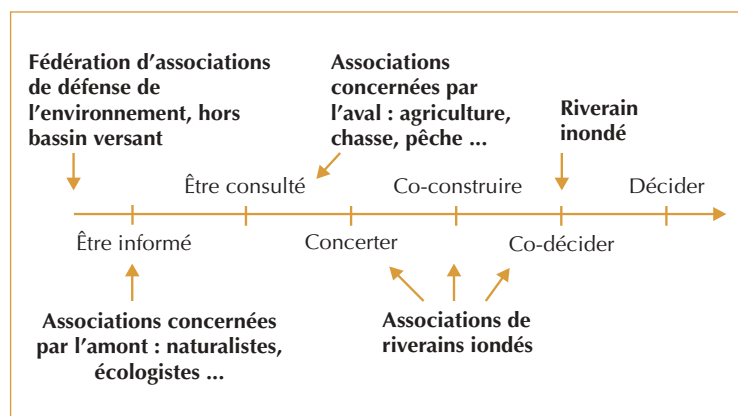 Fédération d’associations
de défense de
l’environnement, hors
bassin versant
Associations
concernées par
l’aval : agriculture,
chasse, pêche ...
Riverain
inondé
Être consulté
Co-construire
Décider
Être informé
Concerter
Co-décider
Associations concernées
par l’amont : naturalistes,
écologistes ...
Associations de
riverains iondés